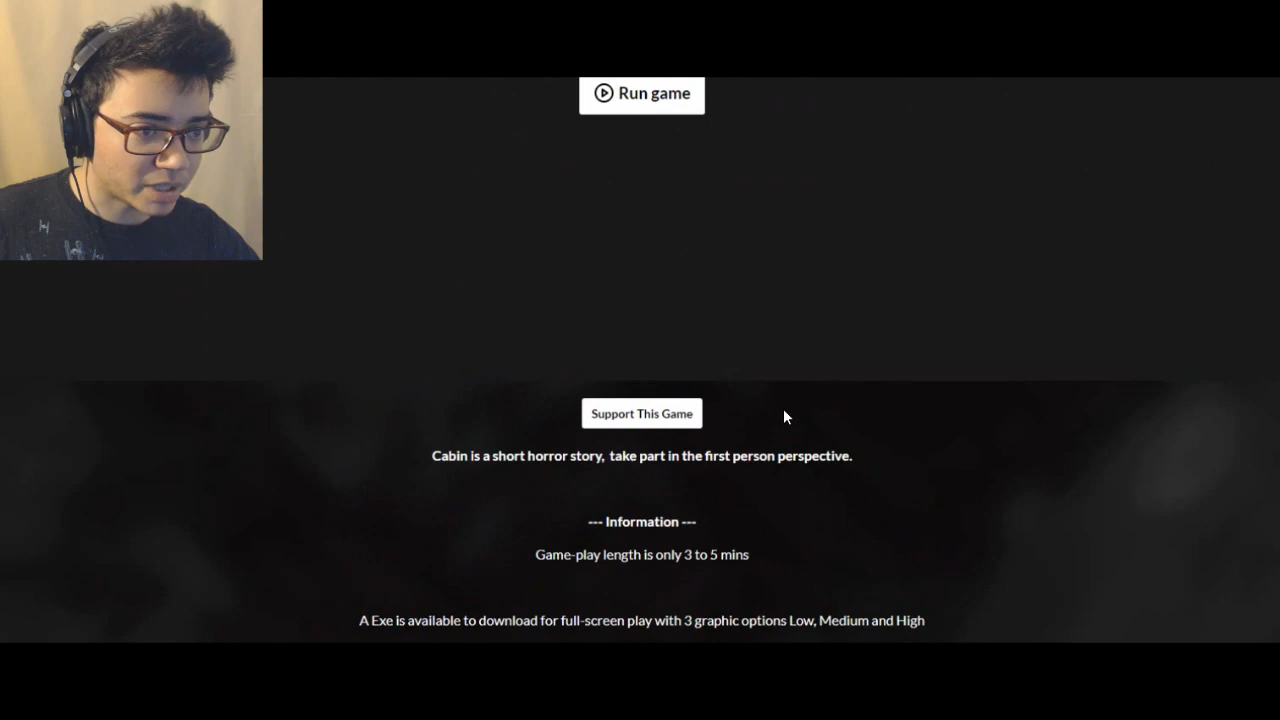 Run game
Support This Game
Cabin is a short horror story, take part in the first person perspective.
--- Information ---
Game-play length is only 3 to 5 mins
A Exe is available to download for full-screen play with 3 graphic options Low, Medium and High